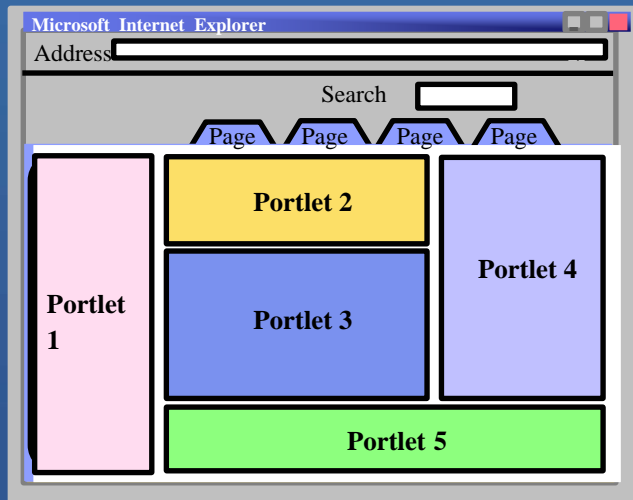 Microsoft Internet Explorer
Address
Search
Page Page Page Page
Portlet 2
Portlet 4
Portlet
1
Portlet 3
Portlet 5